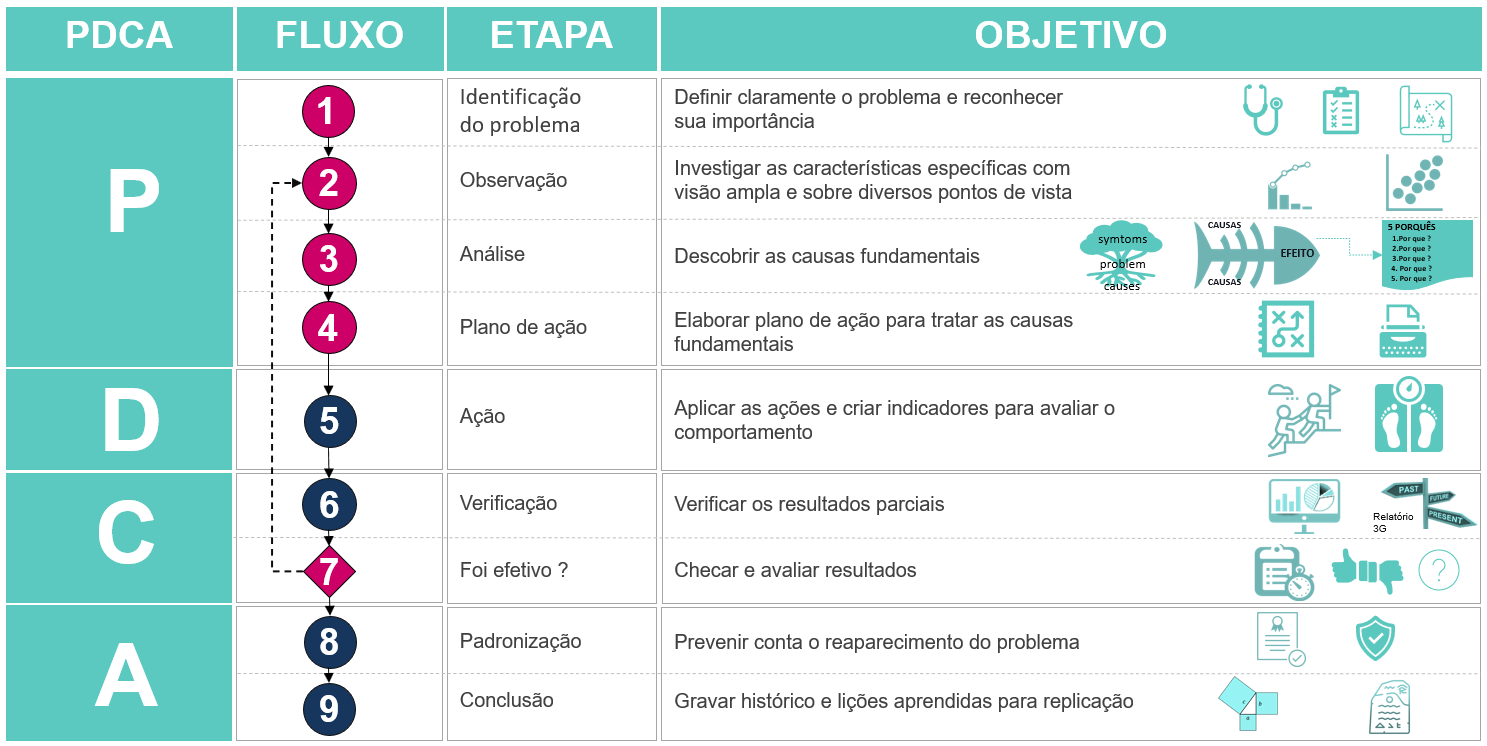 PDCA FLUXO ETAPA OBJETIVO
P
1
Identificação
do problema
Definir claramente o problema e reconhecer
sua importância
2
Observação
Investigar as características específicas com
visão ampla e sobre diversos pontos de vista
3
Análise
Descobrir as causas fundamentais
symtoms
problem
causes
CAUSAS
EFEITO
CAUSAS
5 PORQUÊS
1.Por que ?
2.Por que ?
3.Por que ?
4. Por que ?
5. Por que ?
4
Plano de ação
Elaborar plano de ação para tratar as causas
fundamentais
D
5
Ação
Aplicar as ações e criar indicadores para avaliar o
comportamento
C
6
Verificação
Verificar os resultados parciais
PAST
FUTURE
PRESENT
Relatório
3G
7
Foi efetivo ?
Checar e avaliar resultados
?
A
8
Padronização
Prevenir conta o reaparecimento do problema
9
Conclusão
Gravar histórico e lições aprendidas para replicação
c
b
a